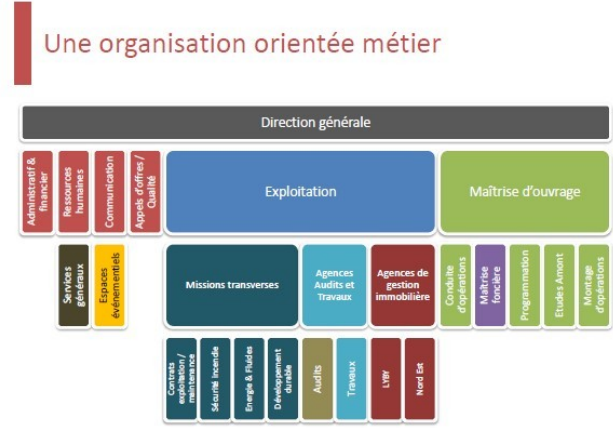 Une organisation orientée métier
Direction générale
Administratif &
financier
Ressources
humaines
Communication
Appels d'offres /
Qualité
Exploitation
Maîtrise d'ouvrage
Services
généraux
Espaces
événementiels
Missions transverses
Agences
Audits et
Travaux
Agences de
gestion
immobilière
Conduite
d'opérations
Maîtrise
foncière
Programmation
Etudes Amont
Montage
d'opérations
Contrats
exploitation /
maintenance
Sécurité incendie
Energie & Fluides
Développement
durable
Audits
Travaux
LYBY
Nord Est